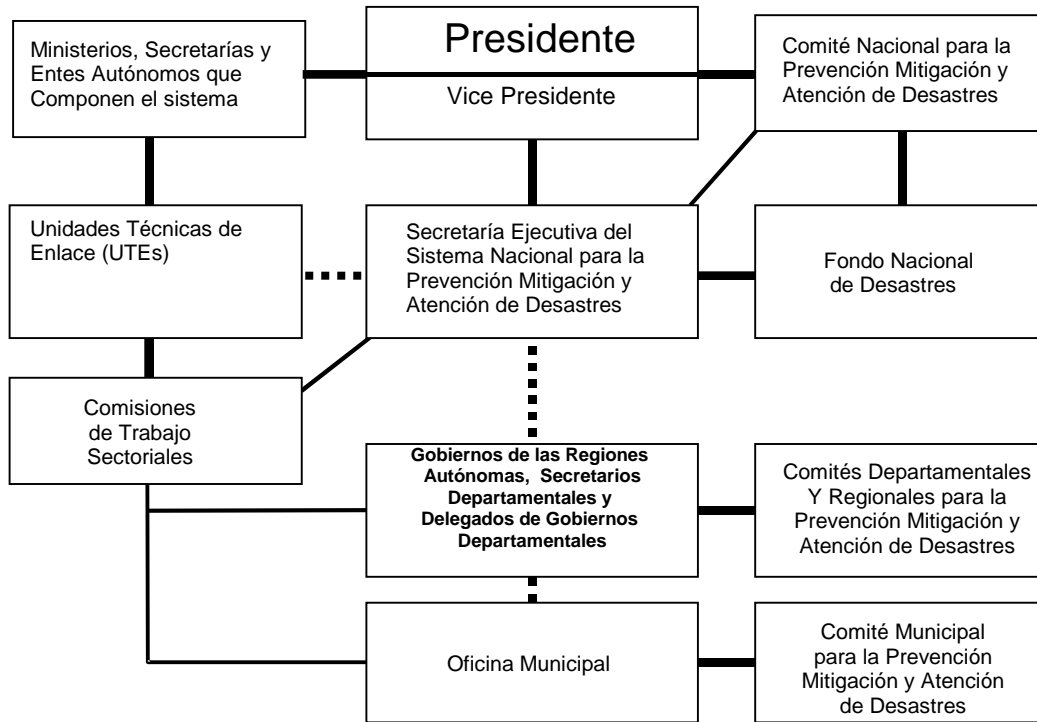 Ministerios, Secretarías y
Entes Autónomos que
Componen el sistema
Presidente
Vice Presidente
Comité Nacional para la
Prevención Mitigación y
Atención de Desastres
Unidades Técnicas de
Enlace (UTEs)
Secretaría Ejecutiva del
Sistema Nacional para la
Prevención Mitigación y
Atención de Desastres
Fondo Nacional
de Desastres
Comisiones
de Trabajo
Sectoriales
Gobiernos de las Regiones
Autónomas, Secretarios
Departamentales y
Delegados de Gobiernos
Departamentales
Comités Departamentales
Y Regionales para la
Prevención Mitigación y
Atención de Desastres
Oficina Municipal
Comité Municipal
para la Prevención
Mitigación y Atención
de Desastres